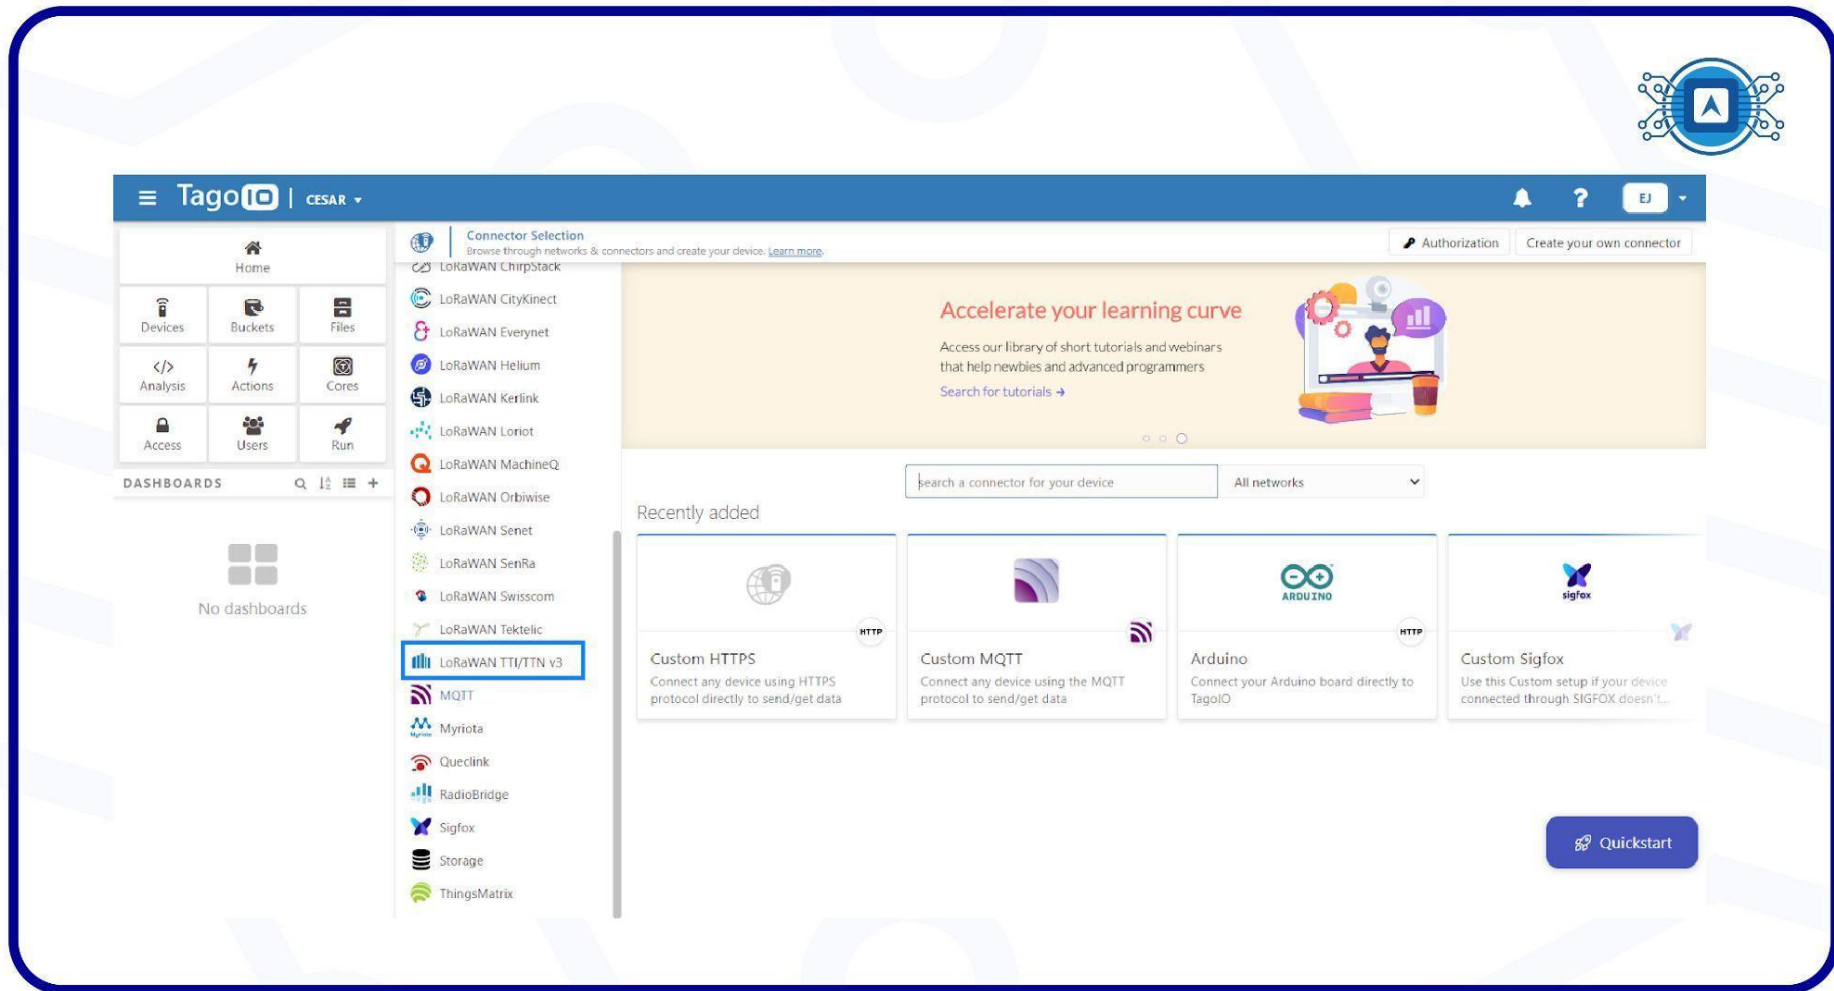 TagoIO | CESAR
EJ
Home
Devices
Buckets
Files
Analysis
Actions
Cores
Access
Users
Run
DASHBOARDS
No dashboards
Connector Selection
Browse through networks & connectors and create your device. Learn more.
Authorization
Create your own connector
LoRaWAN ChirpStack
LoRaWAN CityKinect
LoRaWAN Everynet
LoRaWAN Helium
LoRaWAN Kerlink
LoRaWAN Loriot
LoRaWAN MachineQ
LoRaWAN Orbiwise
LoRaWAN Senet
LoRaWAN SenRa
LoRaWAN Swisscom
LoRaWAN Tektelic
LoRaWAN TTI/TTN v3
MQTT
Myriota
Queclink
RadioBridge
Sigfox
Storage
ThingsMatrix
Accelerate your learning curve
Access our library of short tutorials and webinars
that help newbies and advanced programmers
Search for tutorials →
search a connector for your device
All networks
Recently added
HTTP
Custom HTTPS
Connect any device using HTTPS
protocol directly to send/get data
Custom MQTT
Connect any device using the MQTT
protocol to send/get data
ARDUINO
HTTP
Arduino
Connect your Arduino board directly to
TagoIO
sigfox
Custom Sigfox
Use this Custom setup if your device
connected through SIGFOX doesn't...
Quickstart